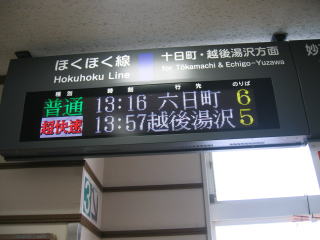 ほくほく線
Hokuhoku Line
十日町・越後湯沢方面
for Tōkamachi & Echigo-Yuzawa
種別 時刻 行先 のりば
普通 13:16 六日町 6
超快速 13:57 越後湯沢 5
妙